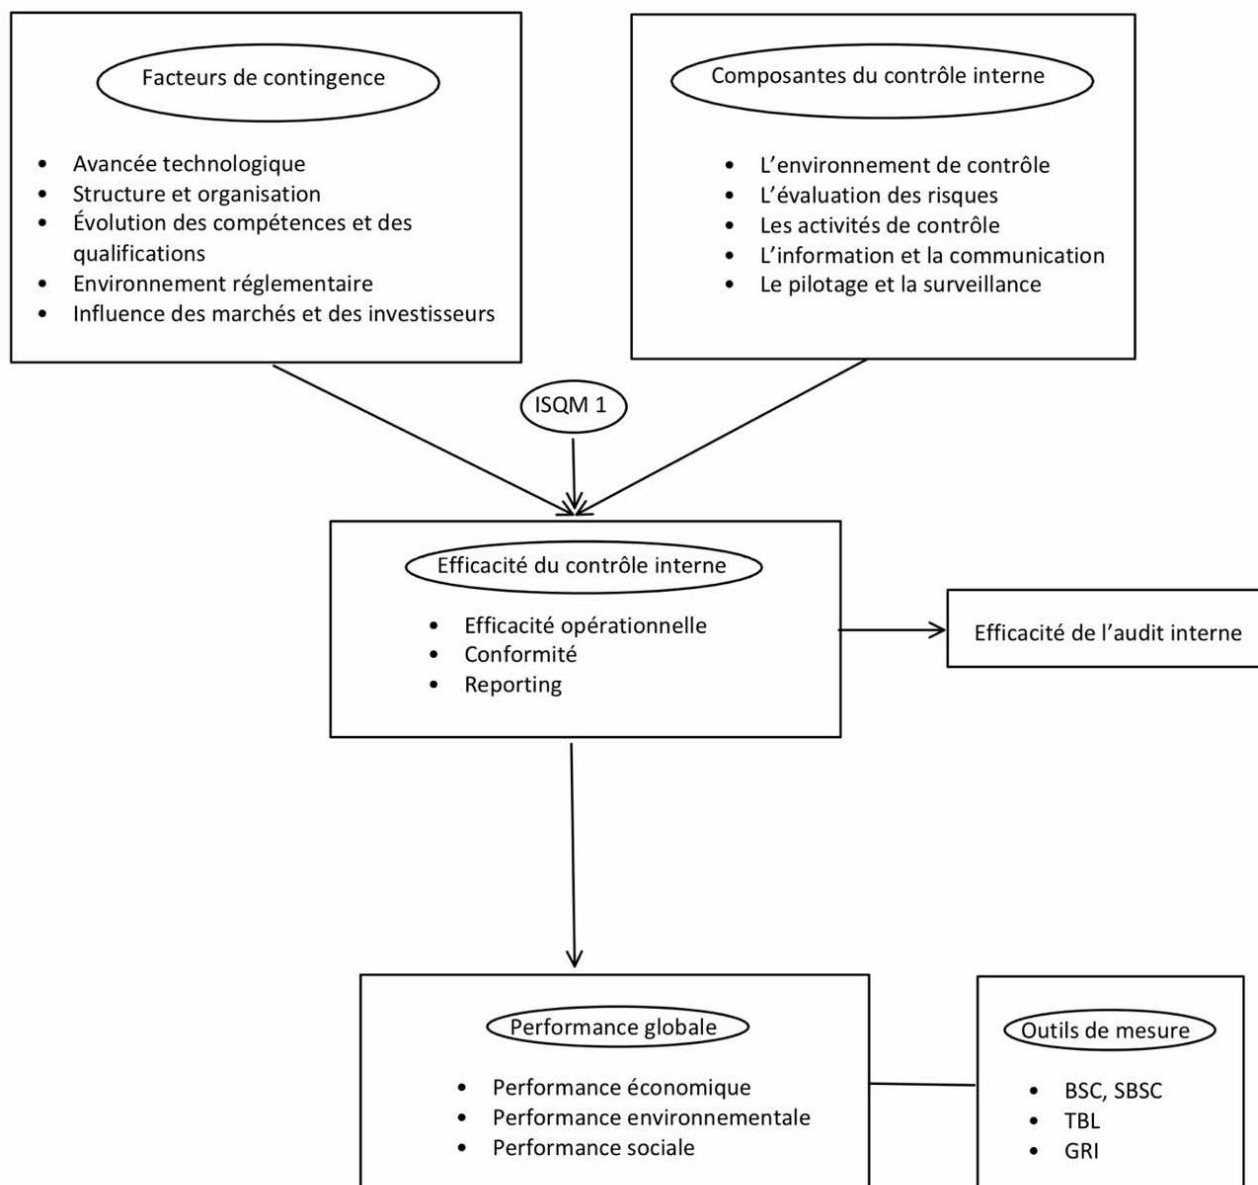 Facteurs de contingence
• Avancée technologique
• Structure et organisation
• Évolution des compétences et des
qualifications
• Environnement réglementaire
• Influence des marchés et des investisseurs
Composantes du contrôle interne
• L’environnement de contrôle
• L’évaluation des risques
• Les activités de contrôle
• L’information et la communication
• Le pilotage et la surveillance
ISQM 1
Efficacité du contrôle interne
• Efficacité opérationnelle
• Conformité
• Reporting
Efficacité de l’audit interne
Performance globale
• Performance économique
• Performance environnementale
• Performance sociale
Outils de mesure
• BSC, SBSC
• TBL
• GRI